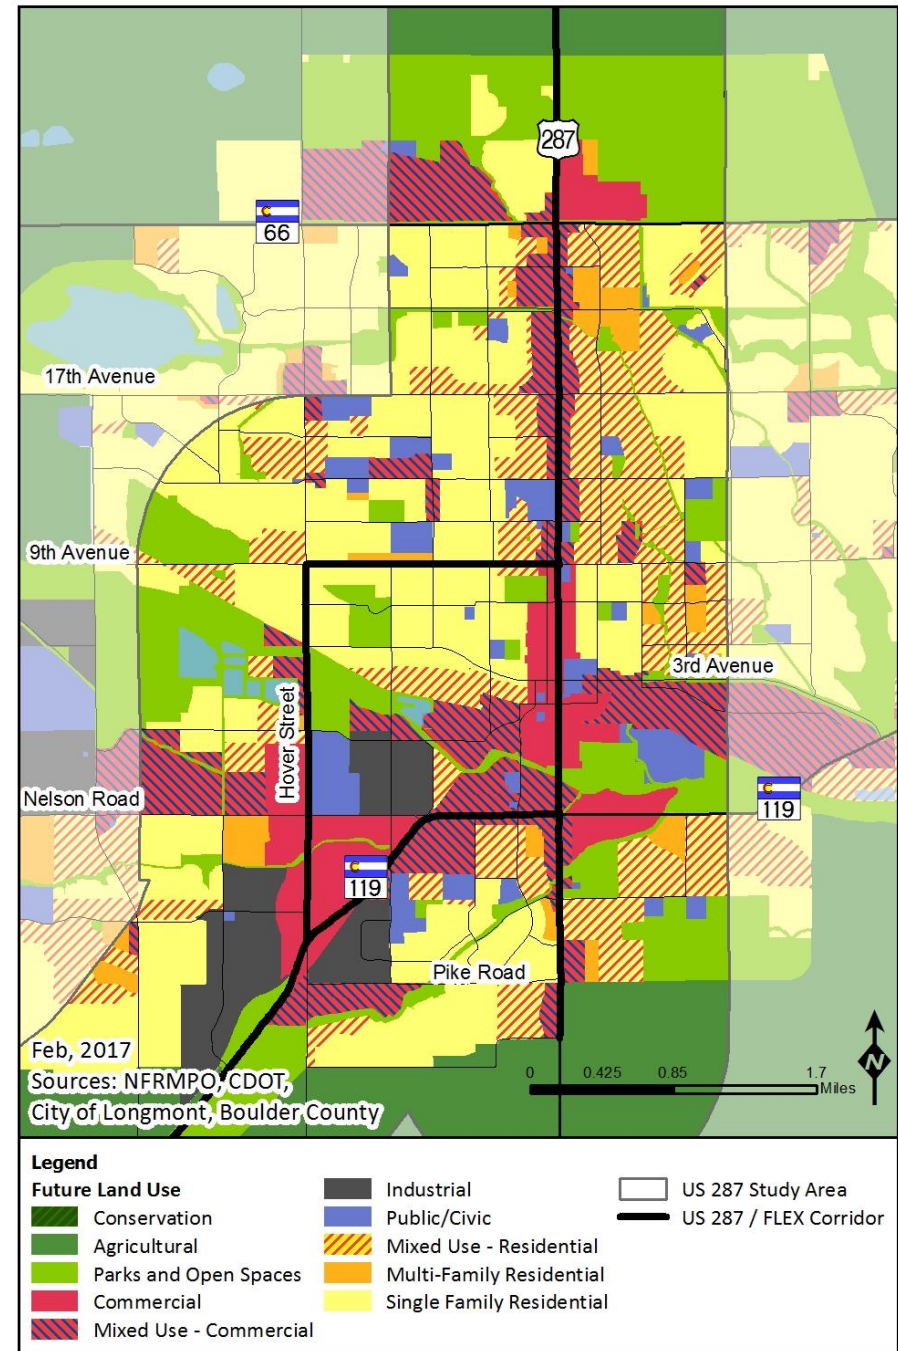 287
C
66
17th Avenue
9th Avenue
3rd Avenue
Hover Street
Nelson Road
C
119
C
119
Pike Road
Feb, 2017
Sources: NFRMPO, CDOT,
City of Longmont, Boulder County
0 0.425 0.85 1.7
Miles
N
Legend
Future Land Use
Conservation
Agricultural
Parks and Open Spaces
Commercial
Mixed Use - Commercial
Industrial
Public/Civic
Mixed Use - Residential
Multi-Family Residential
Single Family Residential
US 287 Study Area
US 287 / FLEX Corridor